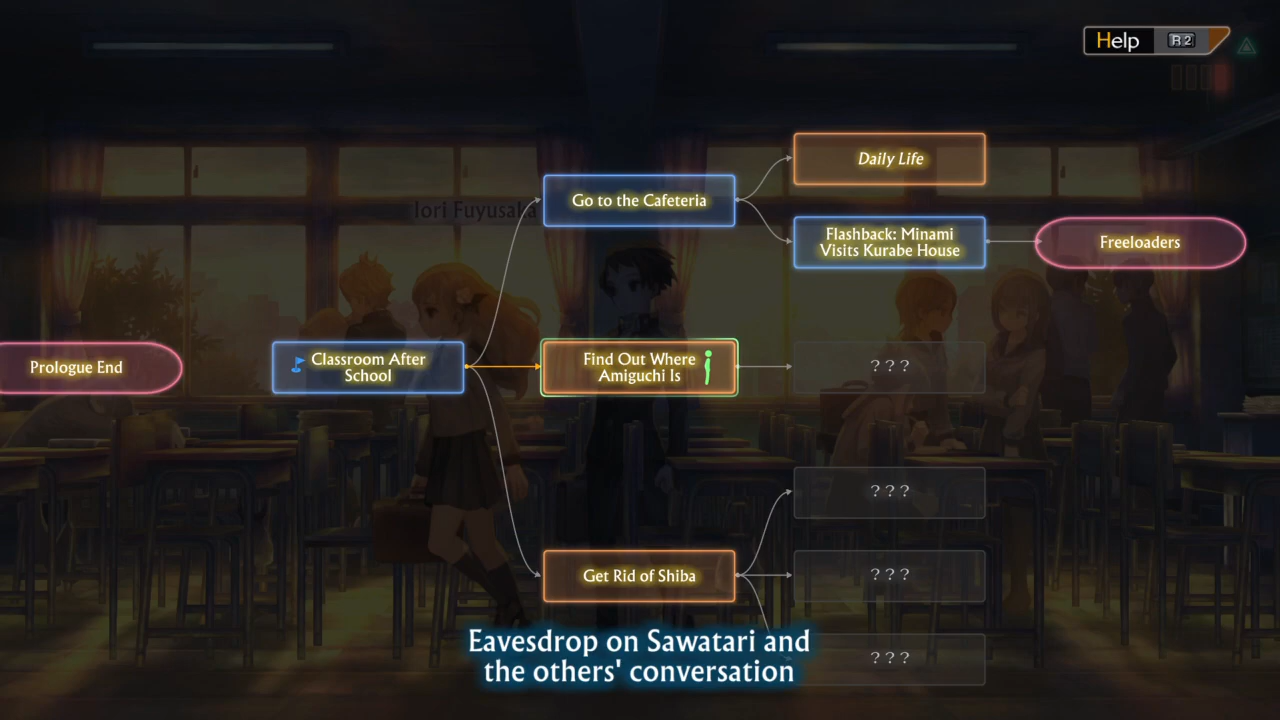 Help R2
Daily Life
Go to the Cafeteria
Iori Fuyusaka
Flashback: Minami
Visits Kurabe House
Freeloaders
Prologue End
Classroom After
School
Find Out Where
Amiguchi Is
? ? ?
? ? ?
Get Rid of Shiba
? ? ?
? ? ?
Eavesdrop on Sawatari and
the others' conversation